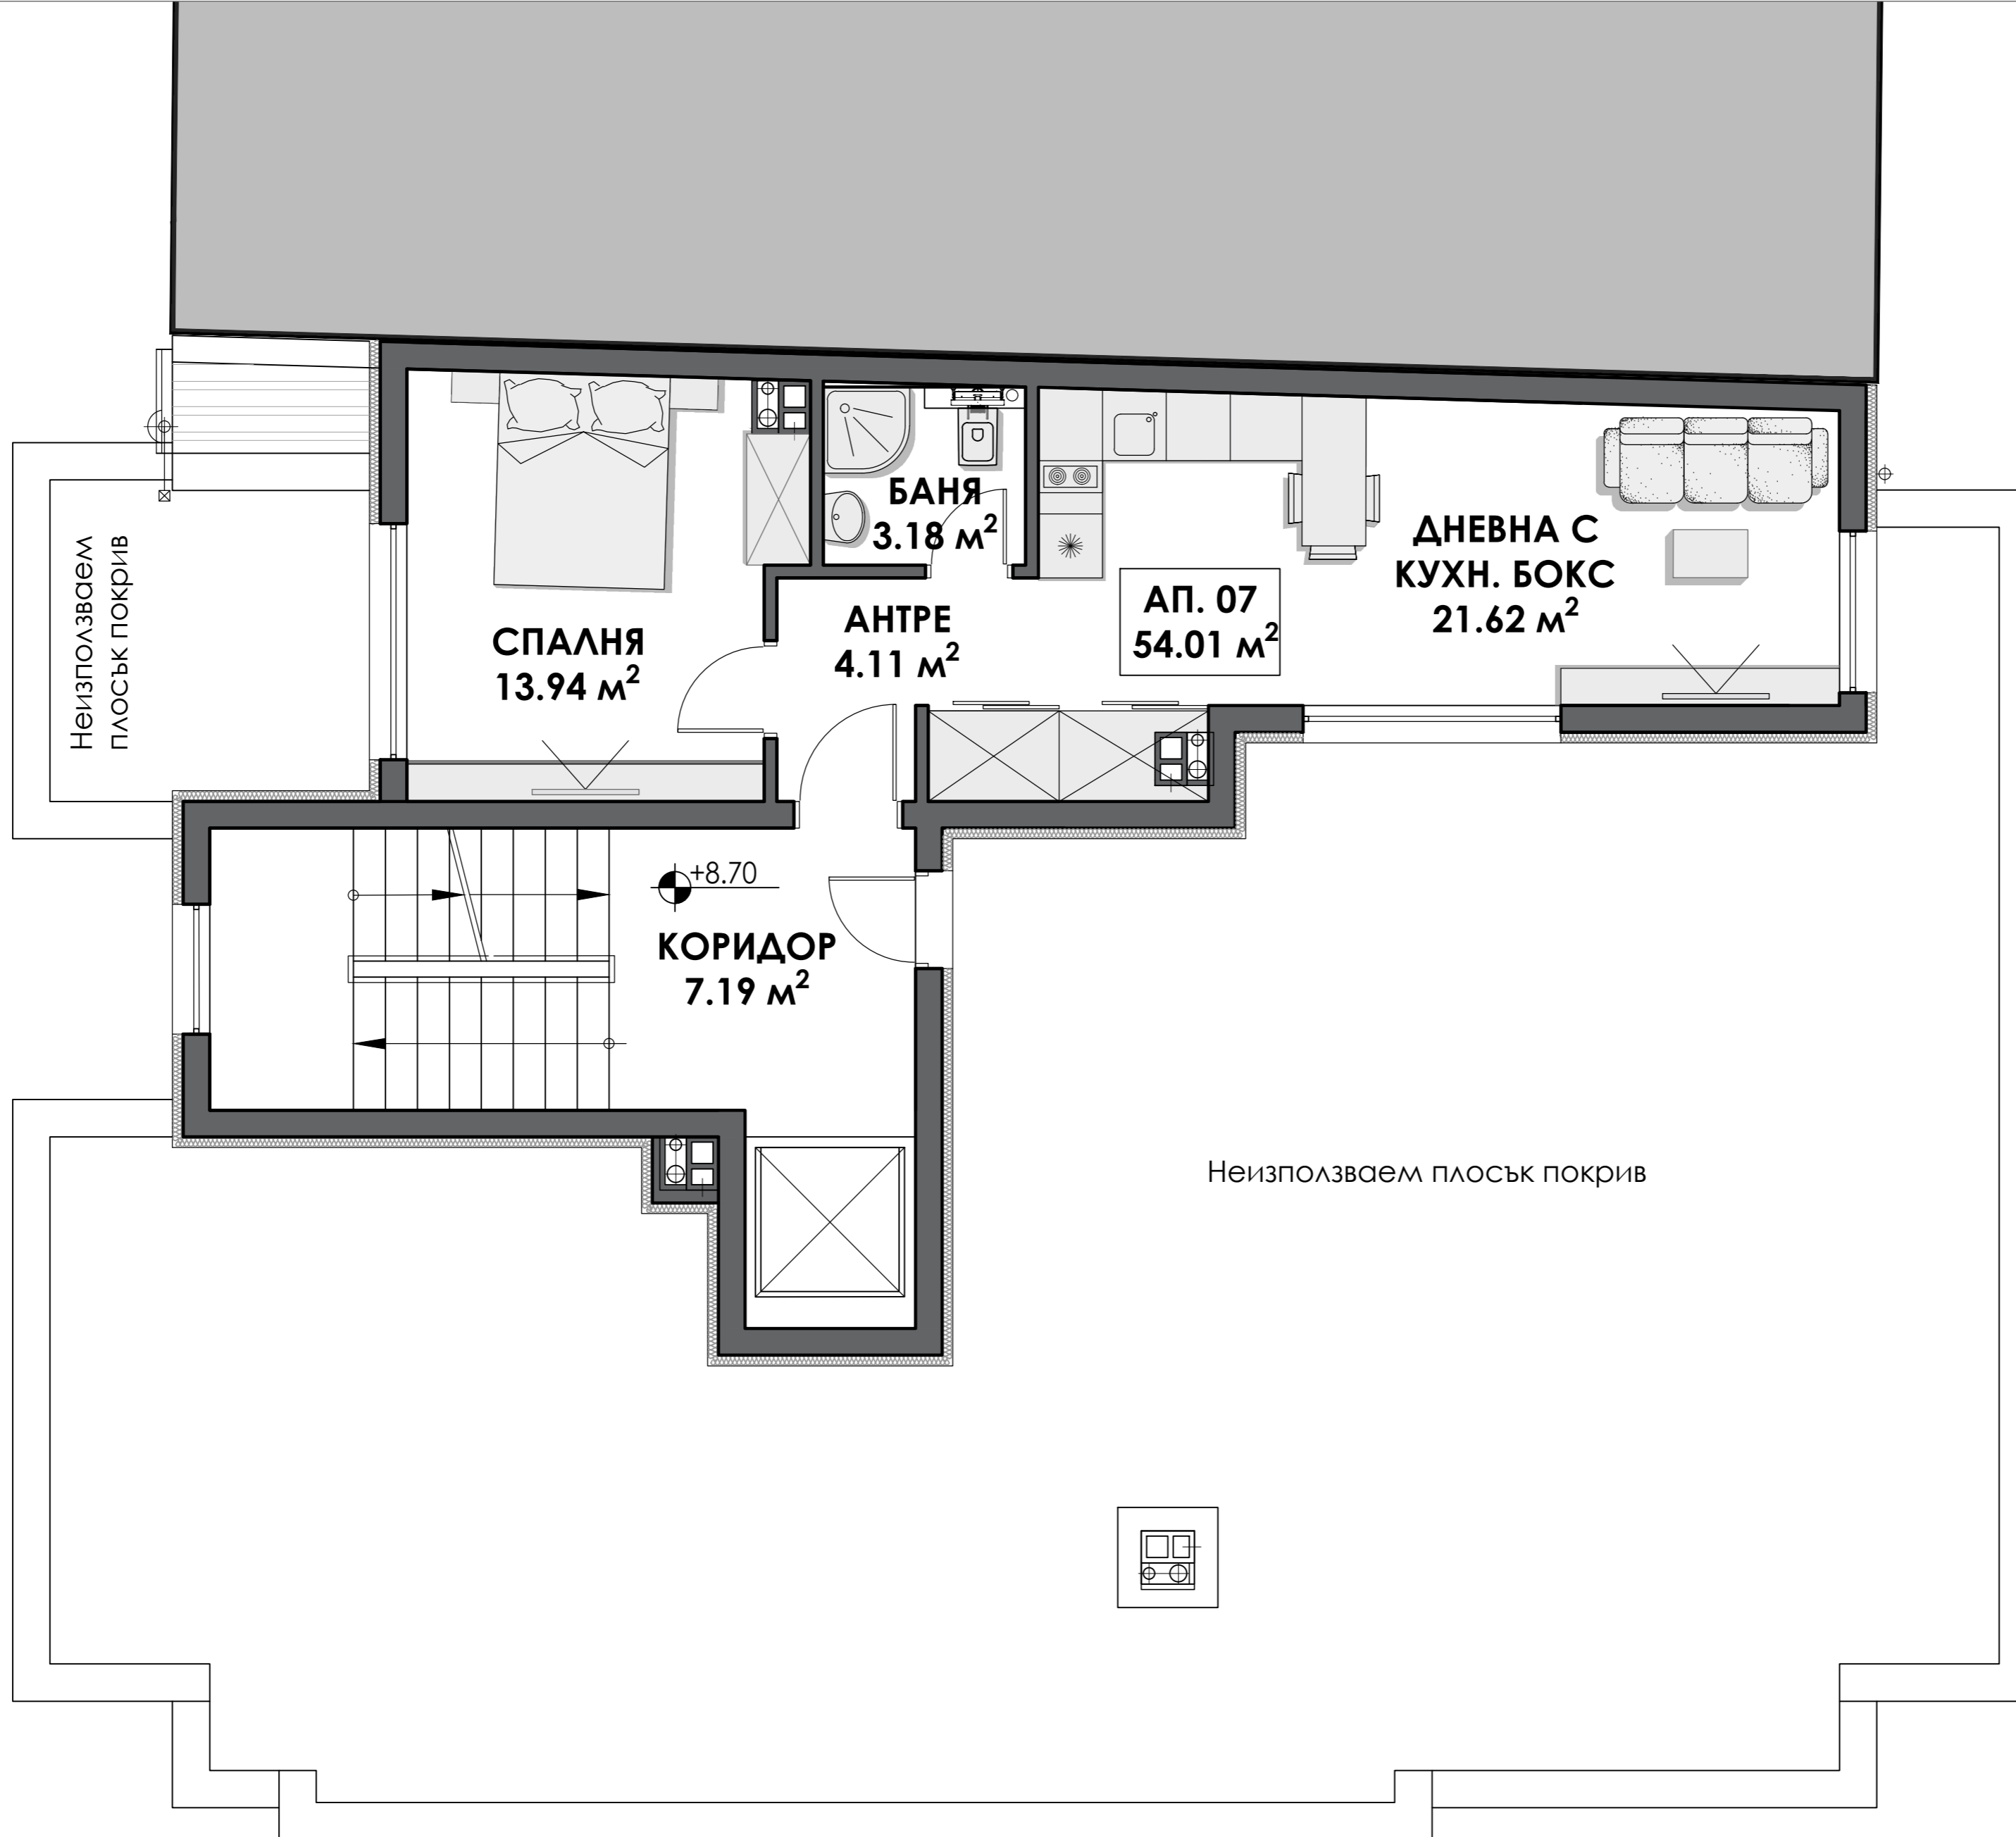 БАНЯ
3.18 м²
ДНЕВНА С
КУХН. БОКС
21.62 м²
АП. 07
54.01 м²
АНТРЕ
4.11 м²
СПАЛНЯ
13.94 м²
Неизползваем
плосък покрив
+8.70
КОРИДОР
7.19 м²
Неизползваем плосък покрив